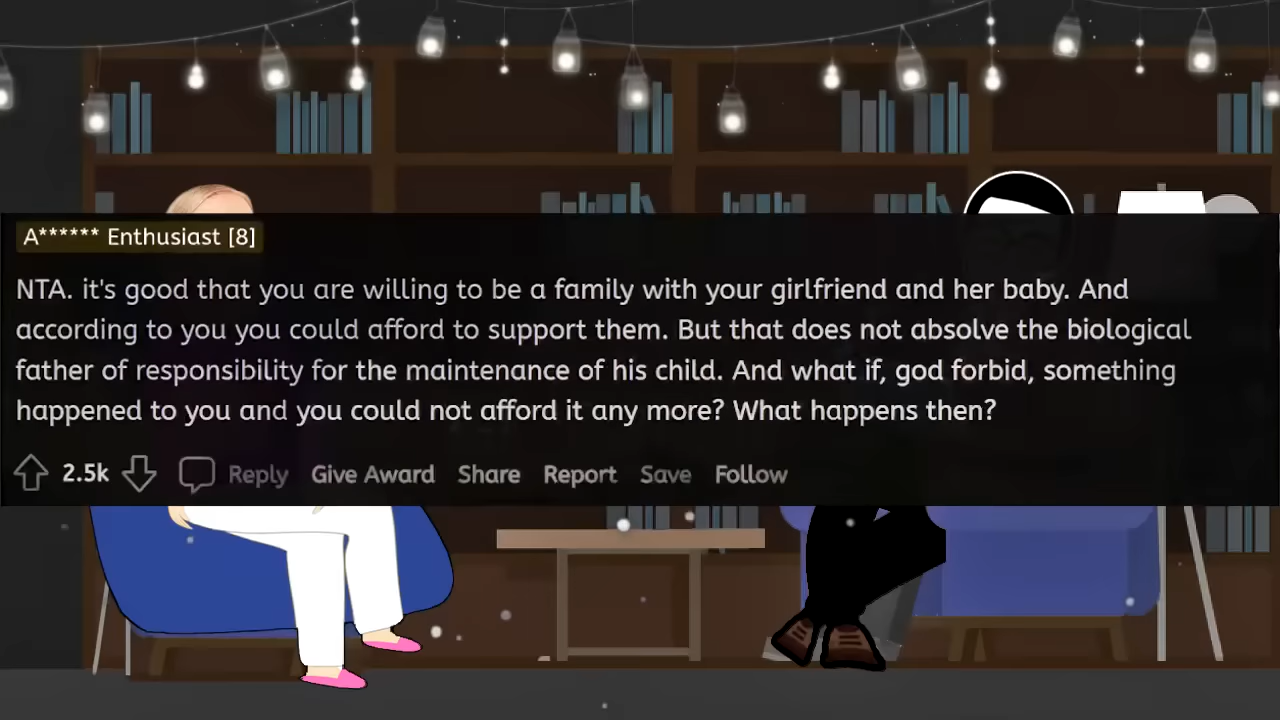 A****** Enthusiast [8]
NTA. it's good that you are willing to be a family with your girlfriend and her baby. And
according to you you could afford to support them. But that does not absolve the biological
father of responsibility for the maintenance of his child. And what if, god forbid, something
happened to you and you could not afford it any more? What happens then?
2.5k Reply Give Award Share Report Save Follow